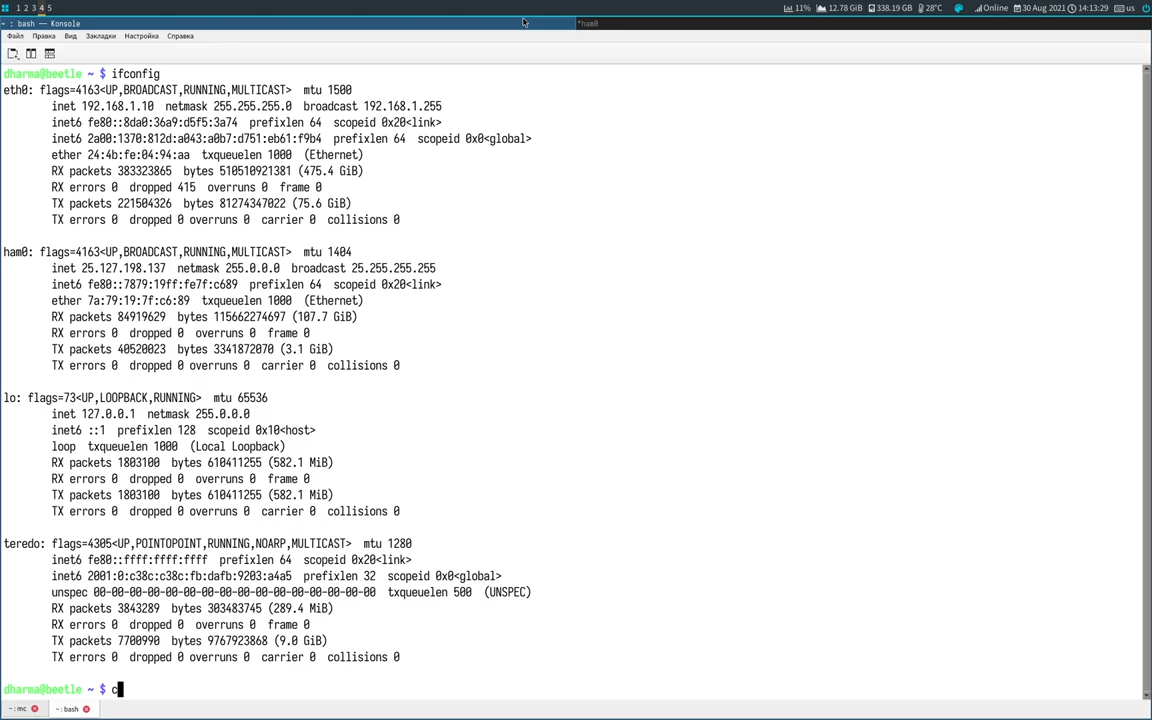 1 2 3 4 5
11% 12.78 GiB 338.19 GB 28°C Online 30 Aug 2021 14:13:29 us
~ : bash — Konsole
*ham0
Файл Правка Вид Закладки Настройка Справка
dharma@beetle ~ $ ifconfig
eth0: flags=4163<UP,BROADCAST,RUNNING,MULTICAST>  mtu 1500
inet 192.168.1.10  netmask 255.255.255.0  broadcast 192.168.1.255
inet6 fe80::8da0:36a9:d5f5:3a74  prefixlen 64  scopeid 0x20<link>
inet6 2a00:1370:812d:a043:a0b7:d751:eb61:f9b4  prefixlen 64  scopeid 0x0<global>
ether 24:4b:fe:04:94:aa  txqueuelen 1000  (Ethernet)
RX packets 383323865  bytes 510510921381 (475.4 GiB)
RX errors 0  dropped 415  overruns 0  frame 0
TX packets 221504326  bytes 81274347022 (75.6 GiB)
TX errors 0  dropped 0 overruns 0  carrier 0  collisions 0
ham0: flags=4163<UP,BROADCAST,RUNNING,MULTICAST>  mtu 1404
inet 25.127.198.137  netmask 255.0.0.0  broadcast 25.255.255.255
inet6 fe80::7879:19ff:fe7f:c689  prefixlen 64  scopeid 0x20<link>
ether 7a:79:19:7f:c6:89  txqueuelen 1000  (Ethernet)
RX packets 84919629  bytes 115662274697 (107.7 GiB)
RX errors 0  dropped 0  overruns 0  frame 0
TX packets 40520023  bytes 3341872070 (3.1 GiB)
TX errors 0  dropped 0 overruns 0  carrier 0  collisions 0
lo: flags=73<UP,LOOPBACK,RUNNING>  mtu 65536
inet 127.0.0.1  netmask 255.0.0.0
inet6 ::1  prefixlen 128  scopeid 0x10<host>
loop  txqueuelen 1000  (Local Loopback)
RX packets 1803100  bytes 610411255 (582.1 MiB)
RX errors 0  dropped 0  overruns 0  frame 0
TX packets 1803100  bytes 610411255 (582.1 MiB)
TX errors 0  dropped 0 overruns 0  carrier 0  collisions 0
teredo: flags=4305<UP,POINTOPOINT,RUNNING,NOARP,MULTICAST>  mtu 1280
inet6 fe80::ffff:ffff:ffff  prefixlen 64  scopeid 0x20<link>
inet6 2001:0:c38c:c38c:fb:dafb:9203:a4a5  prefixlen 32  scopeid 0x0<global>
unspec 00-00-00-00-00-00-00-00-00-00-00-00-00-00-00-00  txqueuelen 500  (UNSPEC)
RX packets 3843289  bytes 303483745 (289.4 MiB)
RX errors 0  dropped 0  overruns 0  frame 0
TX packets 7700990  bytes 9767923868 (9.0 GiB)
TX errors 0  dropped 0 overruns 0  carrier 0  collisions 0
dharma@beetle ~ $ c
~ : mc
~ : bash